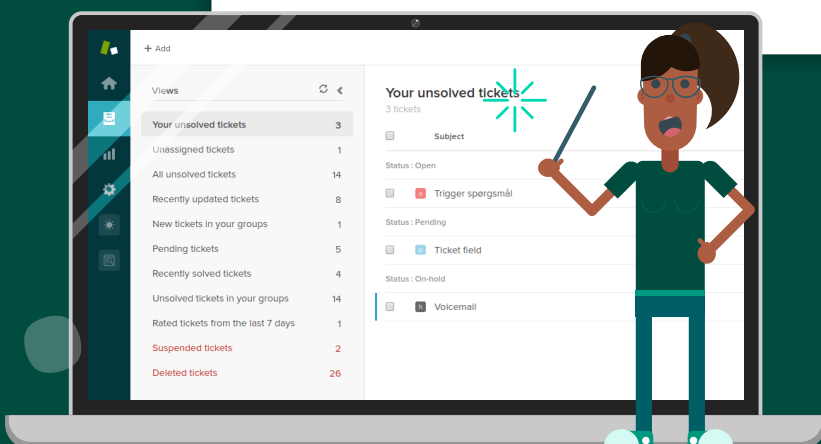 + Add
Views
Your unsolved tickets 3
Unassigned tickets 1
All unsolved tickets 14
Recently updated tickets 8
New tickets in your groups 1
Pending tickets 5
Recently solved tickets 4
Unsolved tickets in your groups 14
Rated tickets from the last 7 days 1
Suspended tickets 2
Deleted tickets 26
Your unsolved tickets
3 tickets
Subject
Status : Open
Trigger spørgsmål
Status : Pending
Ticket field
Status : On-hold
h Voicemail